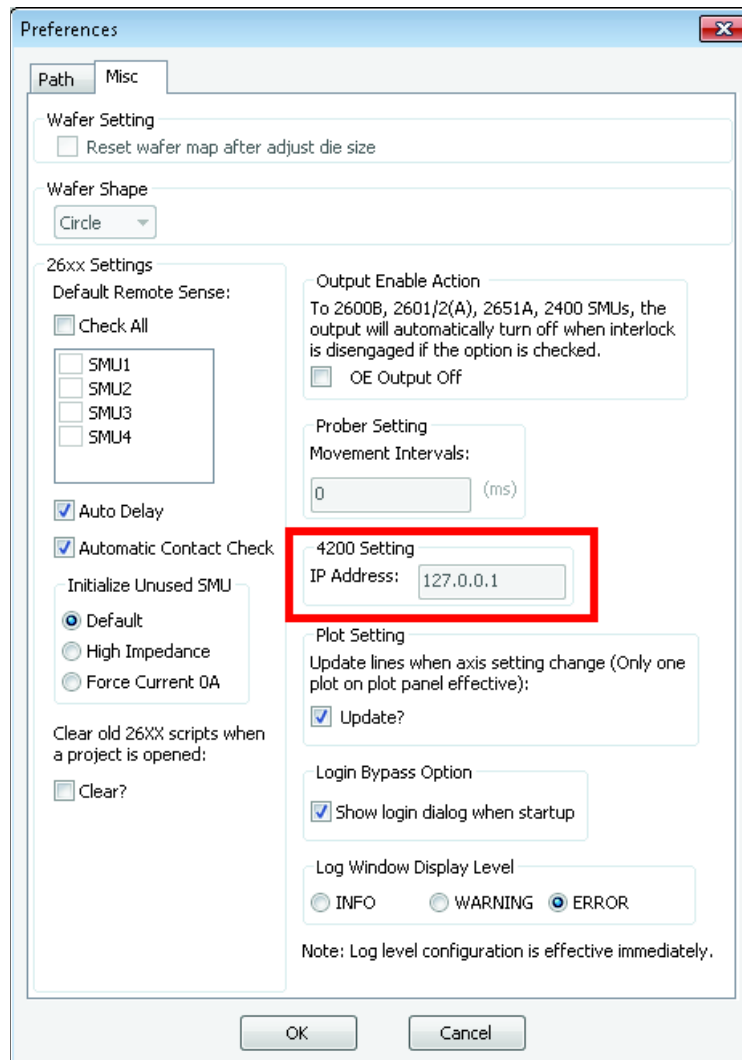 Preferences
Path
Misc
Wafer Setting
Reset wafer map after adjust die size
Wafer Shape
Circle
26xx Settings
Default Remote Sense:
Check All
SMU1
SMU2
SMU3
SMU4
Auto Delay
Automatic Contact Check
Initialize Unused SMU
Default
High Impedance
Force Current 0A
Clear old 26XX scripts when
a project is opened:
Clear?
Output Enable Action
To 2600B, 2601/2(A), 2651A, 2400 SMUs, the
output will automatically turn off when interlock
is disengaged if the option is checked.
OE Output Off
Prober Setting
Movement Intervals:
0 (ms)
4200 Setting
IP Address: 127.0.0.1
Plot Setting
Update lines when axis setting change (Only one
plot on plot panel effective):
Update?
Login Bypass Option
Show login dialog when startup
Log Window Display Level
INFO WARNING ERROR
Note: Log level configuration is effective immediately.
OK Cancel